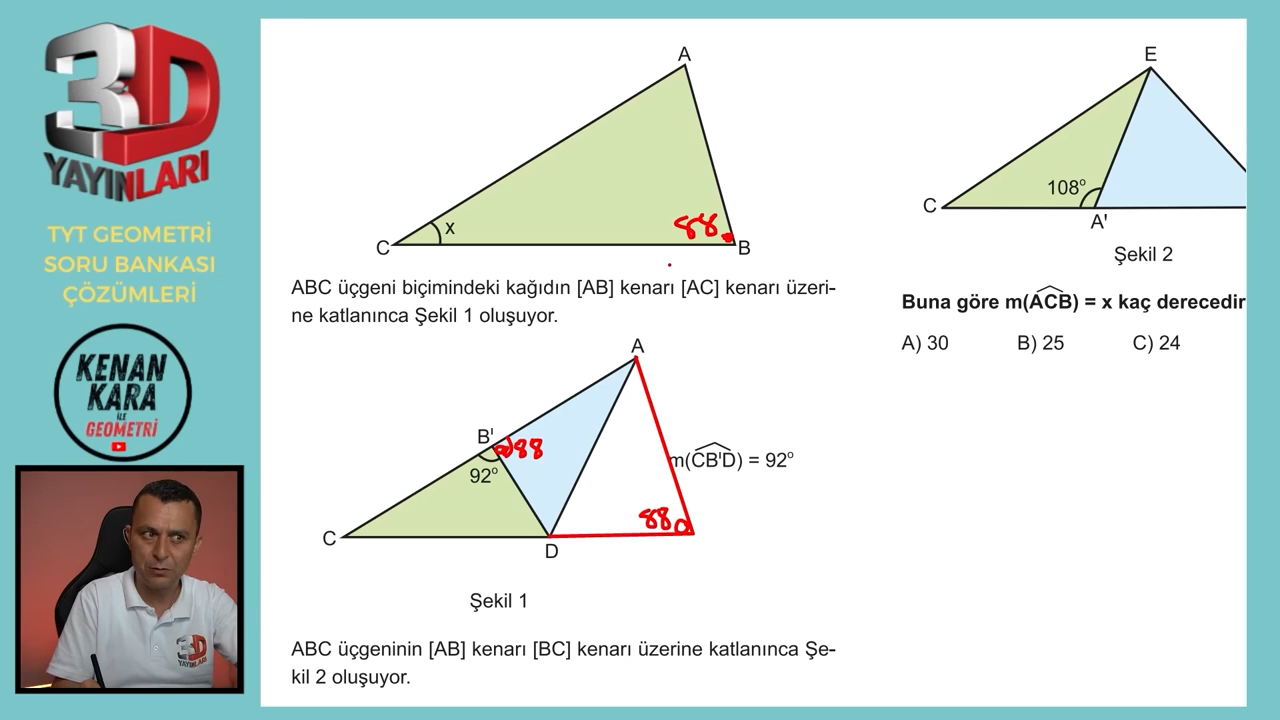 3D
YAYINLARI
TYT GEOMETRİ
SORU BANKASI
ÇÖZÜMLERİ
KENAN
KARA
İLE
GEOMETRİ
3D
YAYINLARI
A
x
88
C
B
ABC üçgeni biçimindeki kağıdın [AB] kenarı [AC] kenarı üzeri-
ne katlanınca Şekil 1 oluşuyor.
A
B'
88
92°
m(CB'D) = 92°
88
C
D
Şekil 1
ABC üçgeninin [AB] kenarı [BC] kenarı üzerine katlanınca Şe-
kil 2 oluşuyor.
E
108°
C
A'
Şekil 2
Buna göre m(ACB) = x kaç derecedir
A) 30 B) 25 C) 24